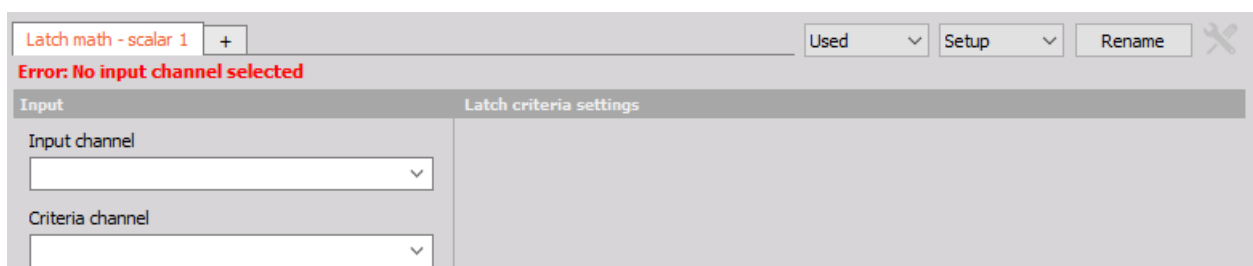 Latch math - scalar 1 + Used Setup Rename
Error: No input channel selected
Input Latch criteria settings
Input channel
Criteria channel